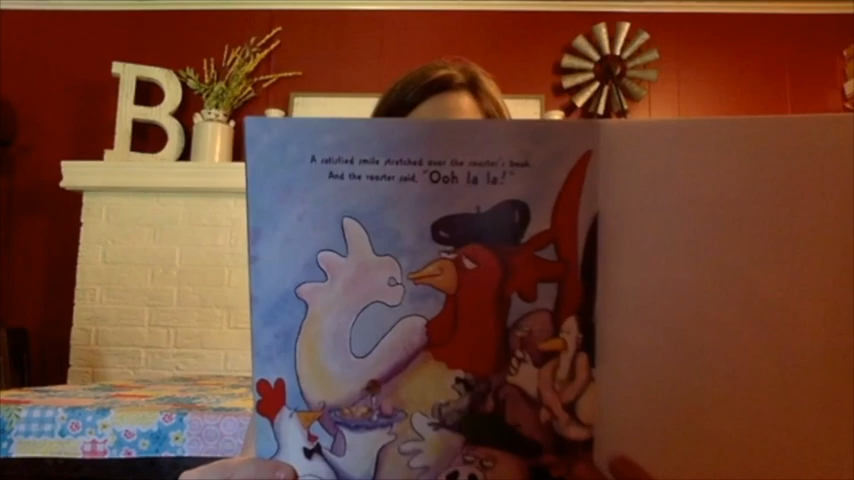 B
A satisfied smile stretched over the rooster's beak.
And the rooster said, "Ooh la la!"